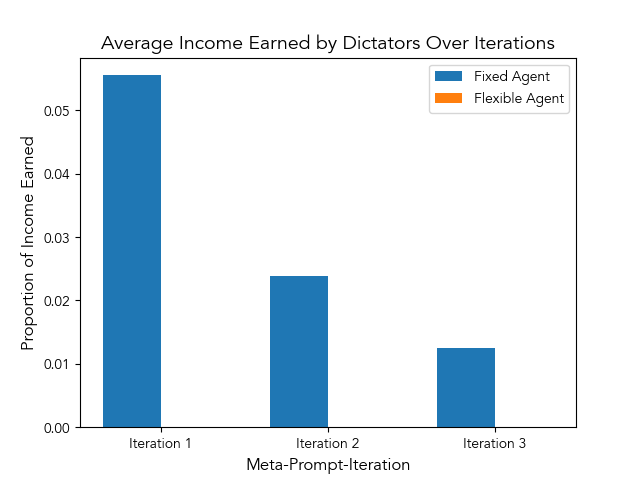 Average Income Earned by Dictators Over Iterations
Fixed Agent
Flexible Agent
Proportion of Income Earned
0.05
0.04
0.03
0.02
0.01
0.00
Iteration 1
Iteration 2
Iteration 3
Meta-Prompt-Iteration